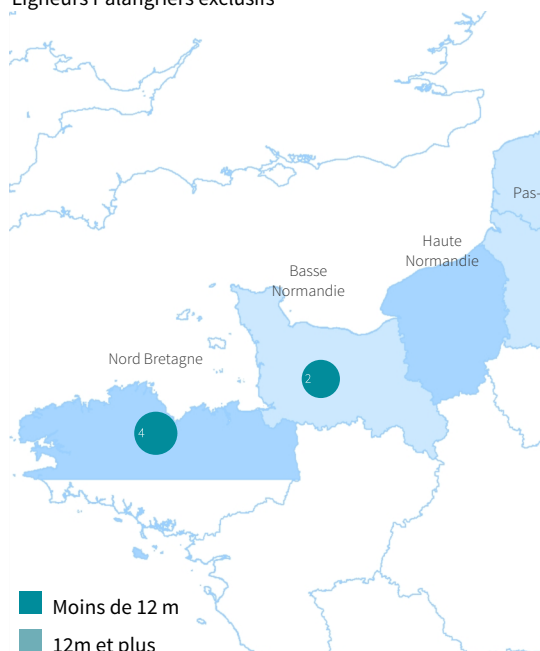 Ligneurs Palangriers exclusifs
Pas-
Haute
Normandie
Basse
Normandie
Nord Bretagne
2
4
Moins de 12 m
12m et plus